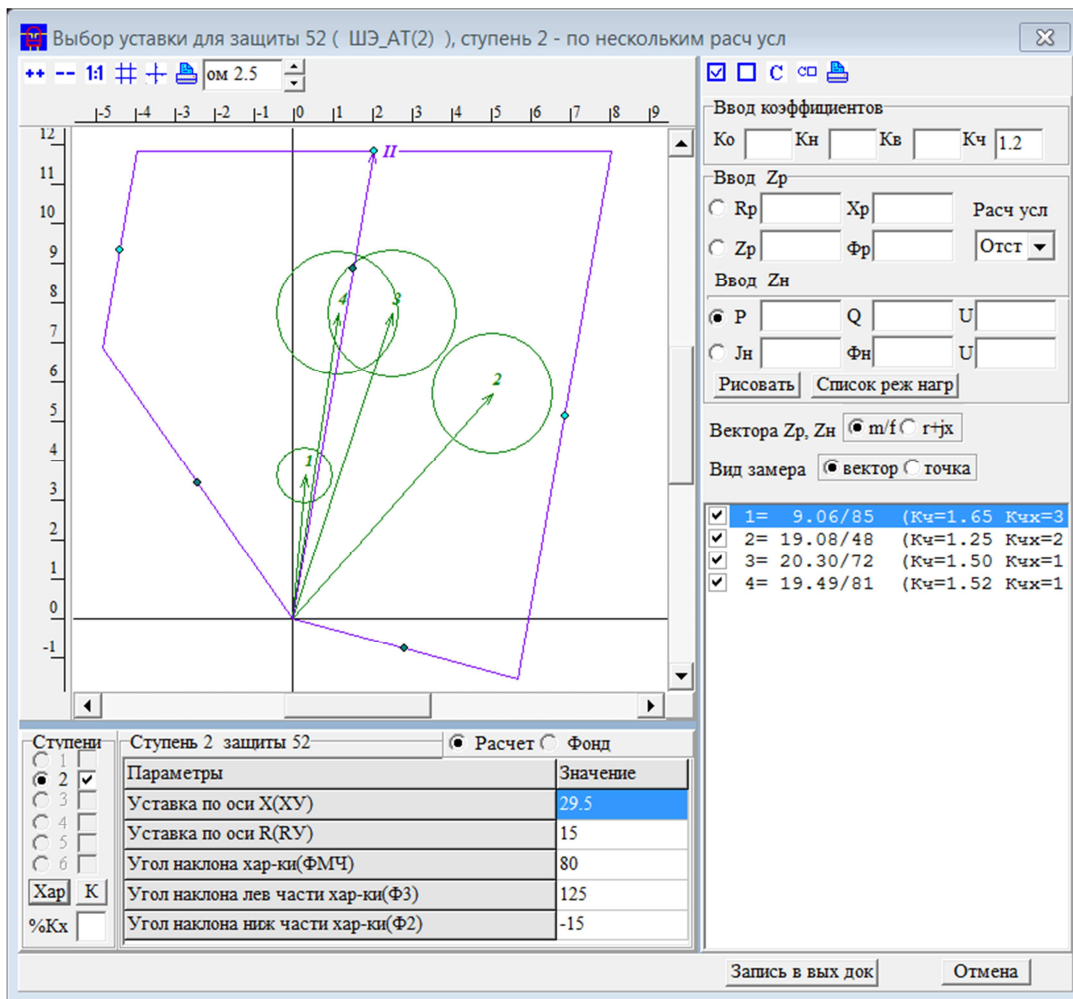 Выбор уставки для защиты 52 ( ШЭ_АТ(2) ), ступень 2 - по нескольким расч усл
++ -- 1:1 ом 2.5
C
-5 -4 -3 -2 -1 0 1 2 3 4 5 6 7 8 9
12
11
10
9
8
7
6
5
4
3
2
1
0
-1
II
4 3
2
1
Ввод коэффициентов
Ко Кн Кв Кч 1.2
Ввод Zр
Rр Xр Расч усл
Zр Фр Отст
Ввод Zн
P Q U
Jн Фн U
Рисовать Список реж нагр
Вектора Zр, Zн m/f r+jx
Вид замера вектор точка
1= 9.06/85 (Кч=1.65 Кчх=3
2= 19.08/48 (Кч=1.25 Кчх=2
3= 20.30/72 (Кч=1.50 Кчх=1
4= 19.49/81 (Кч=1.52 Кчх=1
Ступени
1
2
3
4
5
6
Хар К
%Кх
Ступень 2 защиты 52 Расчет Фонд
Параметры Значение
Уставка по оси X(XУ) 29.5
Уставка по оси R(RУ) 15
Угол наклона хар-ки(ФМЧ) 80
Угол наклона лев части хар-ки(Ф3) 125
Угол наклона ниж части хар-ки(Ф2) -15
Запись в вых док Отмена